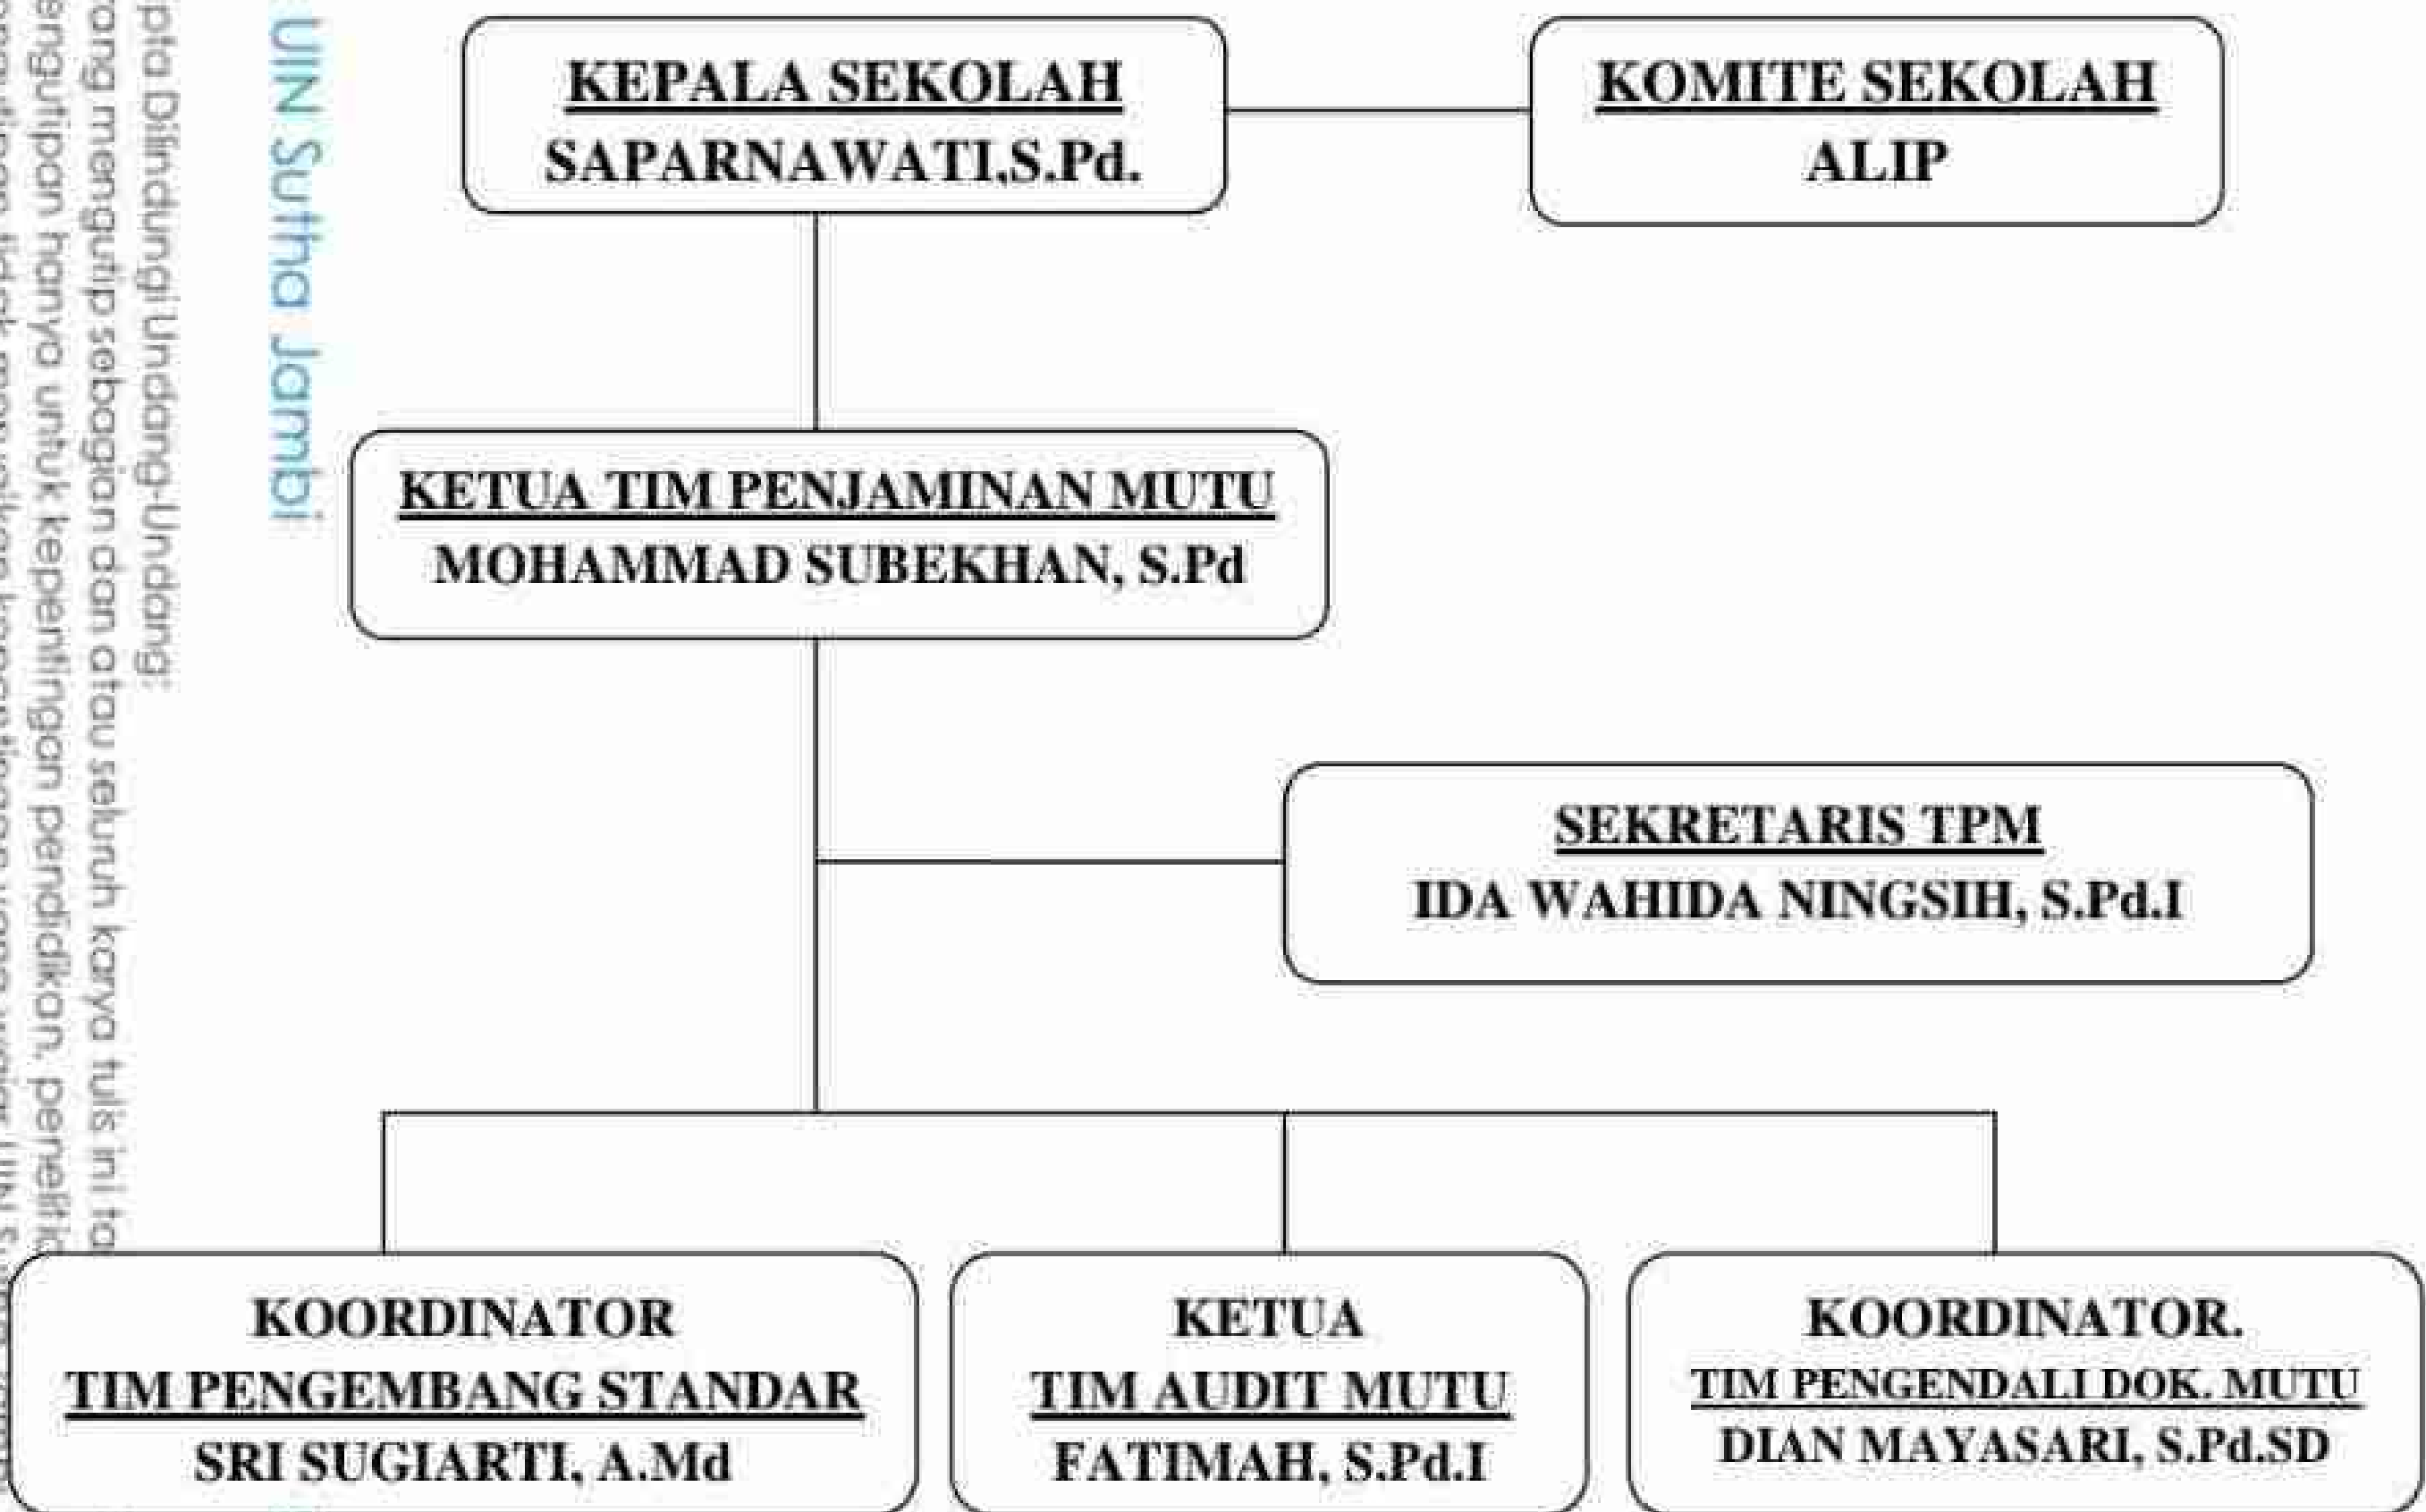 KEPALA SEKOLAH
SAPARNAWATI,S.Pd.
KOMITE SEKOLAH
ALIP
KETUA TIM PENJAMINAN MUTU
MOHAMMAD SUBEKHAN, S.Pd
SEKRETARIS TPM
IDA WAHIDA NINGSIH, S.Pd.I
KOORDINATOR
TIM PENGEMBANG STANDAR
SRI SUGIARTI, A.Md
KETUA
TIM AUDIT MUTU
FATIMAH, S.Pd.I
KOORDINATOR.
TIM PENGENDALI DOK. MUTU
DIAN MAYASARI, S.Pd.SD
UIN Sutha Jambi
Dilindungi Undang-Undang:
mengutip sebagian dan atau seluruh karya tulis ini
hanya untuk kepentingan pendidikan,